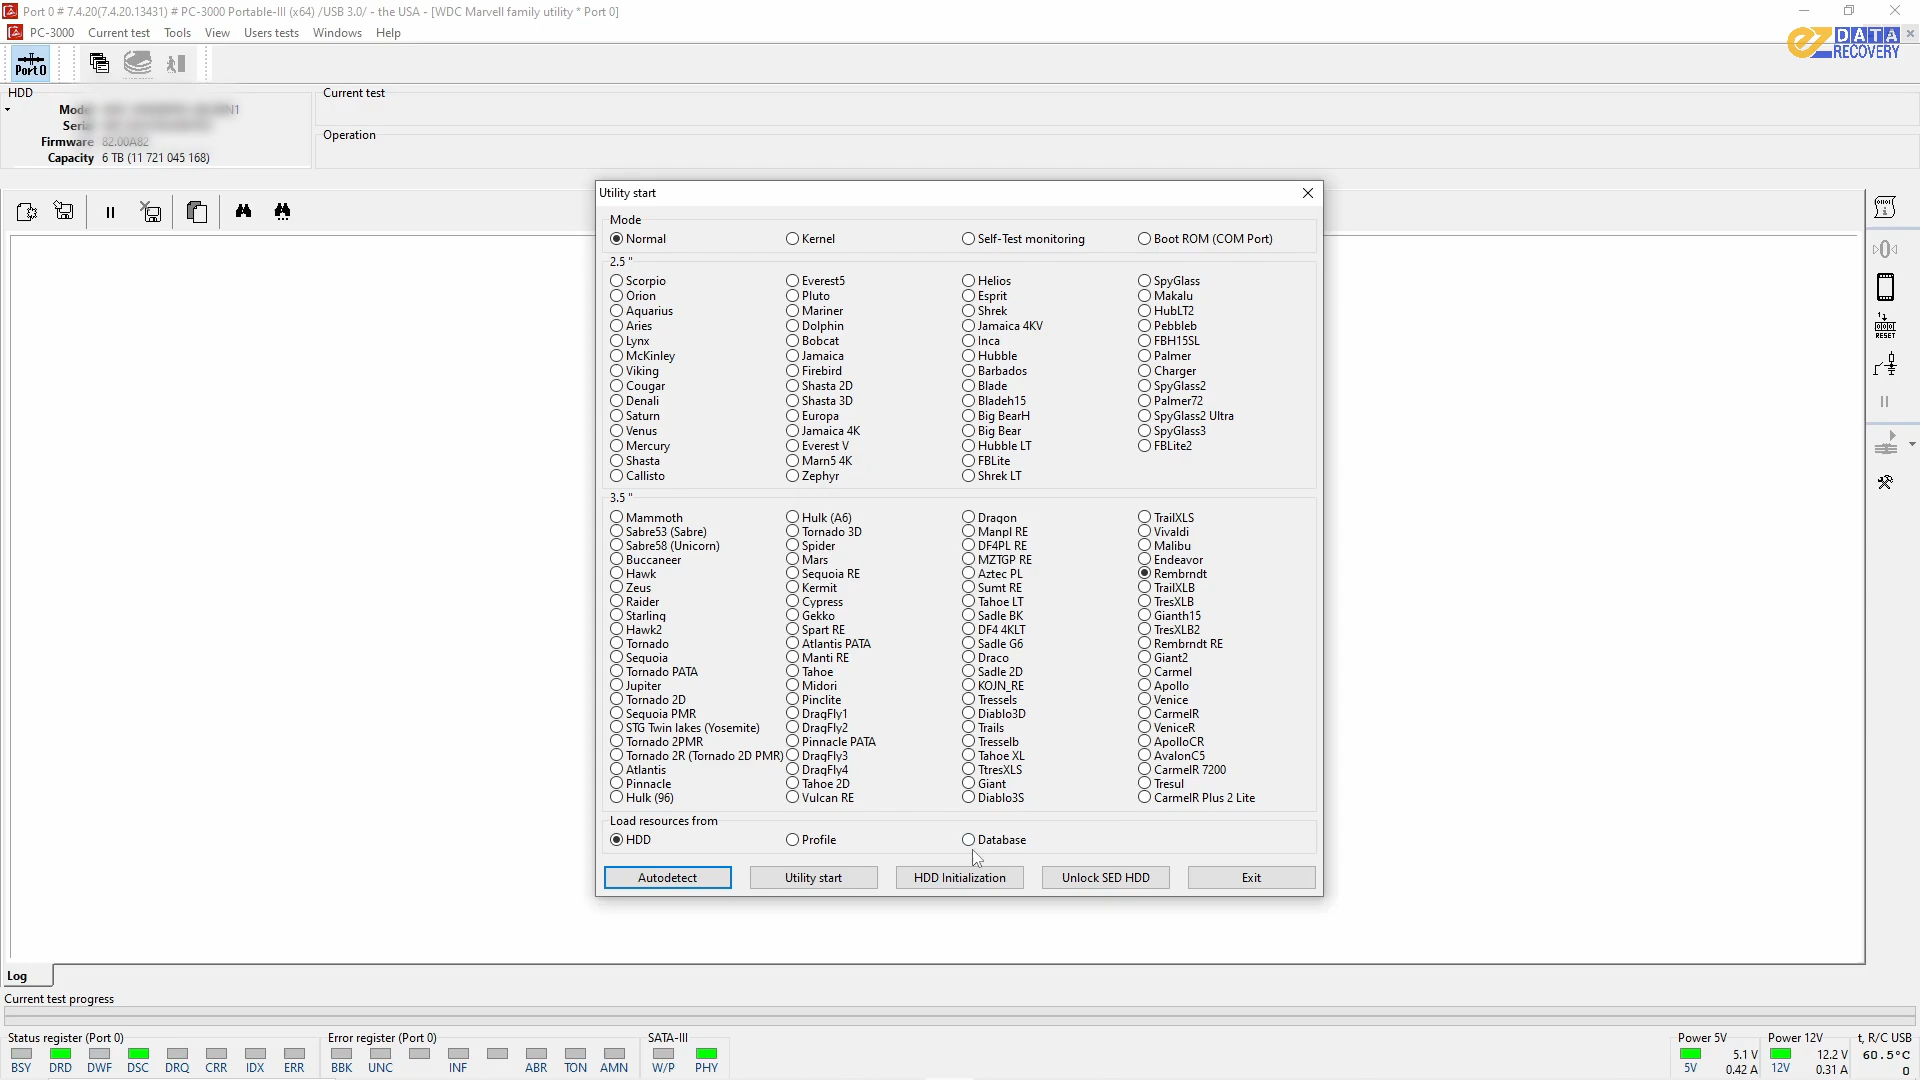 Port 0 # 7.4.20(7.4.20.13431) # PC-3000 Portable-III (x64) /USB 3.0/ - the USA - [WDC Marvell family utility * Port 0]
PC-3000 Current test Tools View Users tests Windows Help
ez DATA RECOVERY
Port0
HDD
Mode
N1
Seria
Firmware 82.00A82
Capacity 6 TB (11 721 045 168)
Current test
Operation
Utility start
Mode
Normal Kernel Self-Test monitoring Boot ROM (COM Port)
2.5 "
Scorpio Everest5 Helios SpyGlass
Orion Pluto Esprit Makalu
Aquarius Mariner Shrek HubLT2
Aries Dolphin Jamaica 4KV Pebbleb
Lynx Bobcat Inca FBH15SL
McKinley Jamaica Hubble Palmer
Viking Firebird Barbados Charger
Cougar Shasta 2D Blade SpyGlass2
Denali Shasta 3D Bladeh15 Palmer72
Saturn Europa Big BearH SpyGlass2 Ultra
Venus Jamaica 4K Big Bear SpyGlass3
Mercury Everest V Hubble LT FBLite2
Shasta Marn5 4K FBLite
Callisto Zephyr Shrek LT
3.5 "
Mammoth Hulk (A6) Dragon TrailXLS
Sabre53 (Sabre) Tornado 3D Manpl RE Vivaldi
Sabre58 (Unicorn) Spider DF4PL RE Malibu
Buccaneer Mars MZTGP RE Endeavor
Hawk Sequoia RE Aztec PL Rembrndt
Zeus Kermit Sumt RE TrailXLB
Raider Cypress Tahoe LT TresXLB
Starling Gekko Sadle BK Gianth15
Hawk2 Spart RE DF4 4KLT TresXLB2
Tornado Atlantis PATA Sadle G6 Rembrndt RE
Sequoia Manti RE Draco Giant2
Tornado PATA Tahoe Sadle 2D Carmel
Jupiter Midori KOJN_RE Apollo
Tornado 2D Pinclite Tressels Venice
Sequoia PMR DragFly1 Diablo3D CarmelR
STG Twin lakes (Yosemite) DragFly2 Trails VeniceR
Tornado 2PMR Pinnacle PATA Tresselb ApolloCR
Tornado 2R (Tornado 2D PMR) DragFly3 Tahoe XL AvalonC5
Atlantis DragFly4 TtresXLS CarmelR 7200
Pinnacle Tahoe 2D Giant Tresul
Hulk (96) Vulcan RE Diablo3S CarmelR Plus 2 Lite
Load resources from
HDD Profile Database
Autodetect Utility start HDD Initialization Unlock SED HDD Exit
RESET
Log
Current test progress
Status register (Port 0) Error register (Port 0) SATA-III Power 5V Power 12V t, R/C USB
5.1 V 12.2 V 60.5°C
BSY DRD DWF DSC DRQ CRR IDX ERR BBK UNC INF ABR TON AMN W/P PHY 5V 0.42 A 12V 0.31 A 0